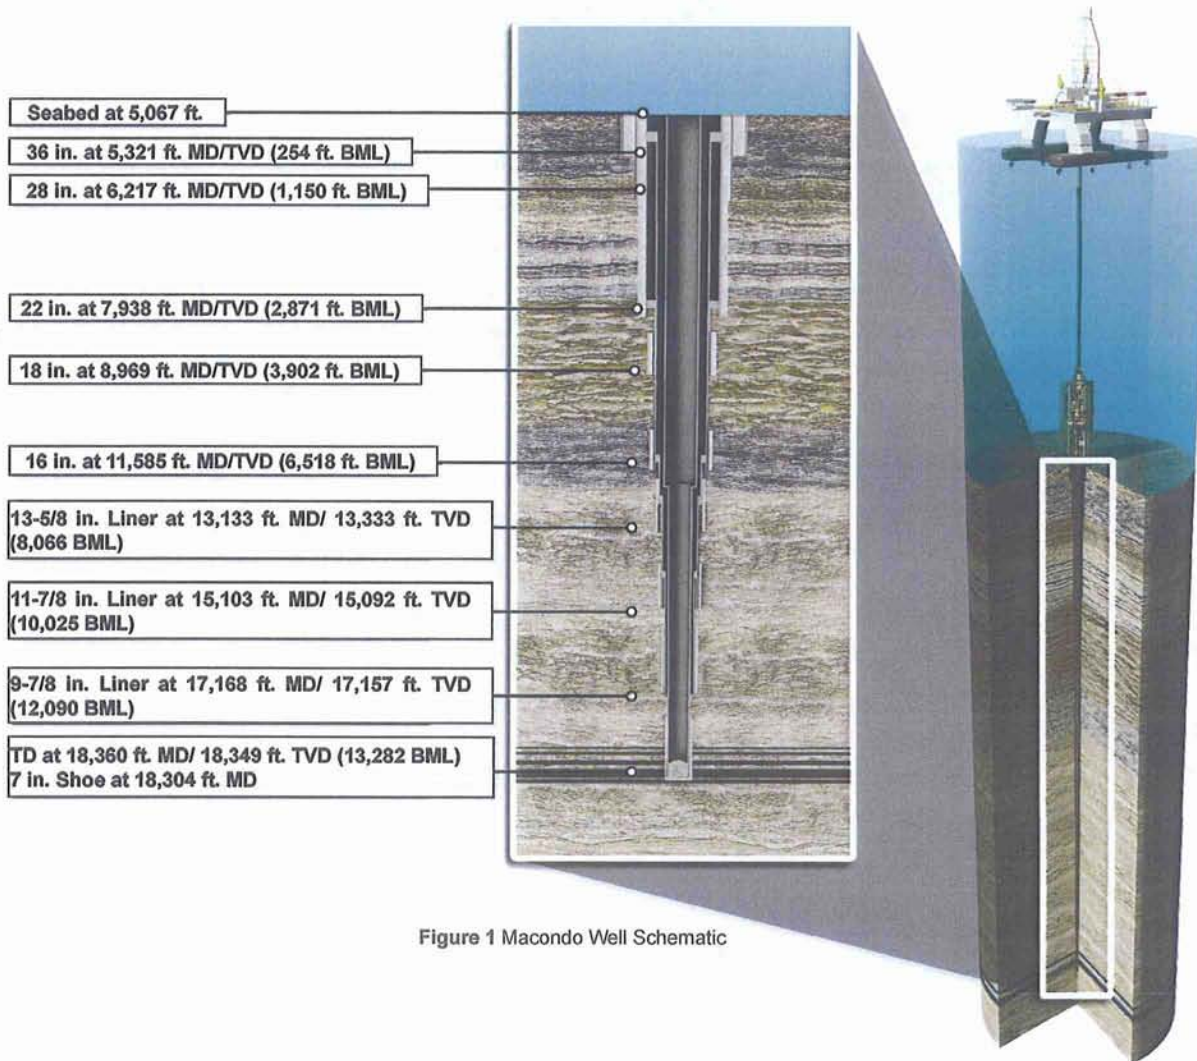 Seabed at 5,067 ft.
36 in. at 5,321 ft. MD/TVD (254 ft. BML)
28 in. at 6,217 ft. MD/TVD (1,150 ft. BML)
22 in. at 7,938 ft. MD/TVD (2,871 ft. BML)
18 in. at 8,969 ft. MD/TVD (3,902 ft. BML)
16 in. at 11,585 ft. MD/TVD (6,518 ft. BML)
13-5/8 in. Liner at 13,133 ft. MD/ 13,333 ft. TVD
(8,066 BML)
11-7/8 in. Liner at 15,103 ft. MD/ 15,092 ft. TVD
(10,025 BML)
9-7/8 in. Liner at 17,168 ft. MD/ 17,157 ft. TVD
(12,090 BML)
TD at 18,360 ft. MD/ 18,349 ft. TVD (13,282 BML)
7 in. Shoe at 18,304 ft. MD
Figure 1 Macondo Well Schematic